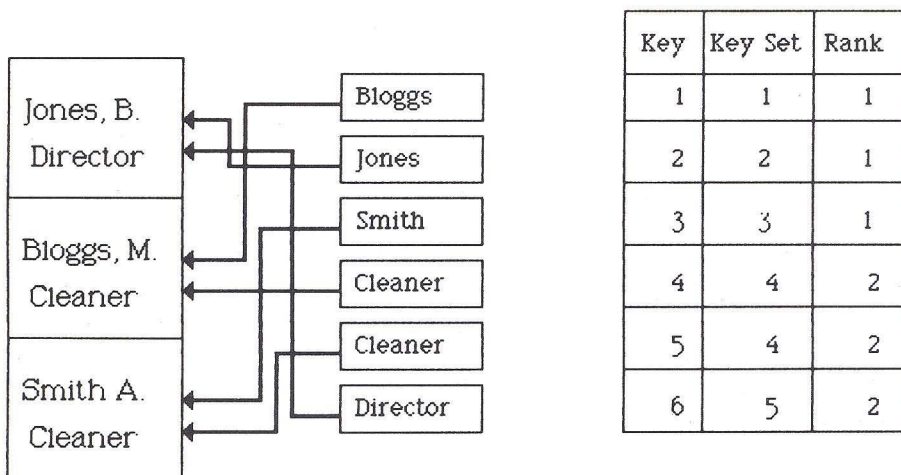 Jones, B.
Director
Bloggs, M.
Cleaner
Smith A.
Cleaner
Bloggs
Jones
Smith
Cleaner
Cleaner
Director
Key Key Set Rank
1 1 1
2 2 1
3 3 1
4 4 2
5 4 2
6 5 2